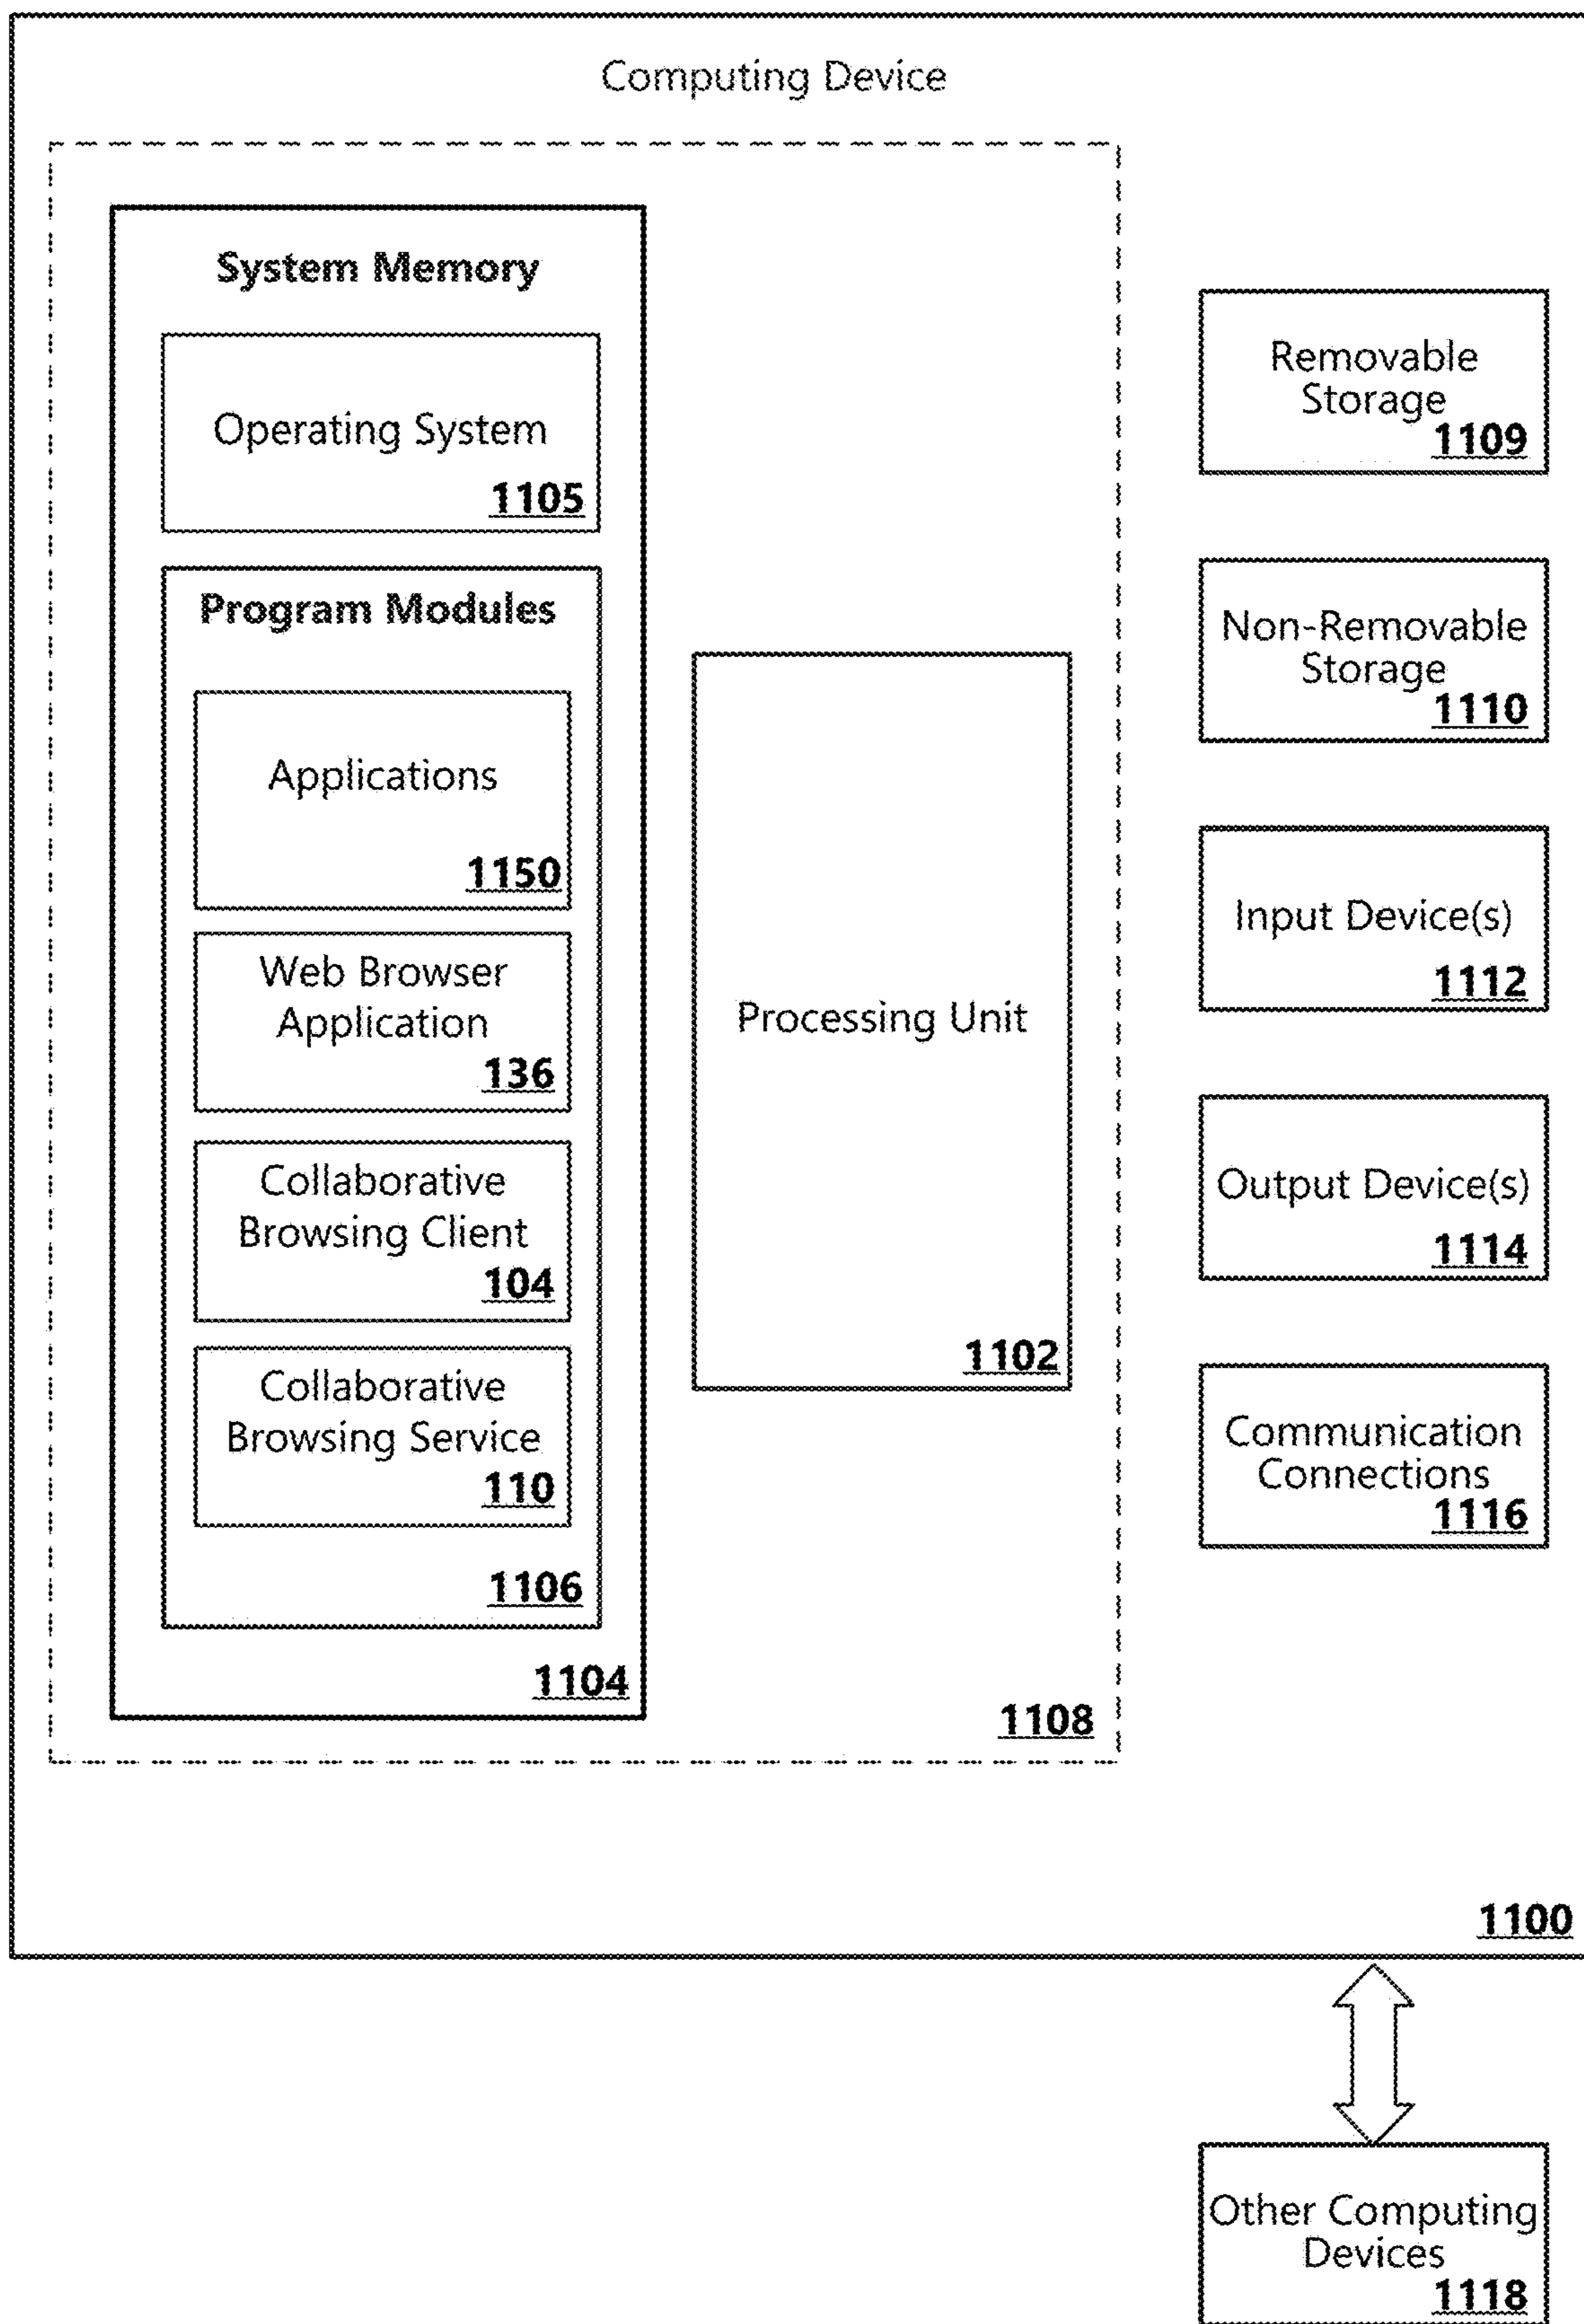 Computing Device
System Memory
Operating System
1105
Program Modules
Applications
1150
Web Browser
Application
136
Collaborative
Browsing Client
104
Collaborative
Browsing Service
110
1106
1104
Processing Unit
1102
1108
Removable
Storage
1109
Non-Removable
Storage
1110
Input Device(s)
1112
Output Device(s)
1114
Communication
Connections
1116
1100
Other Computing
Devices
1118